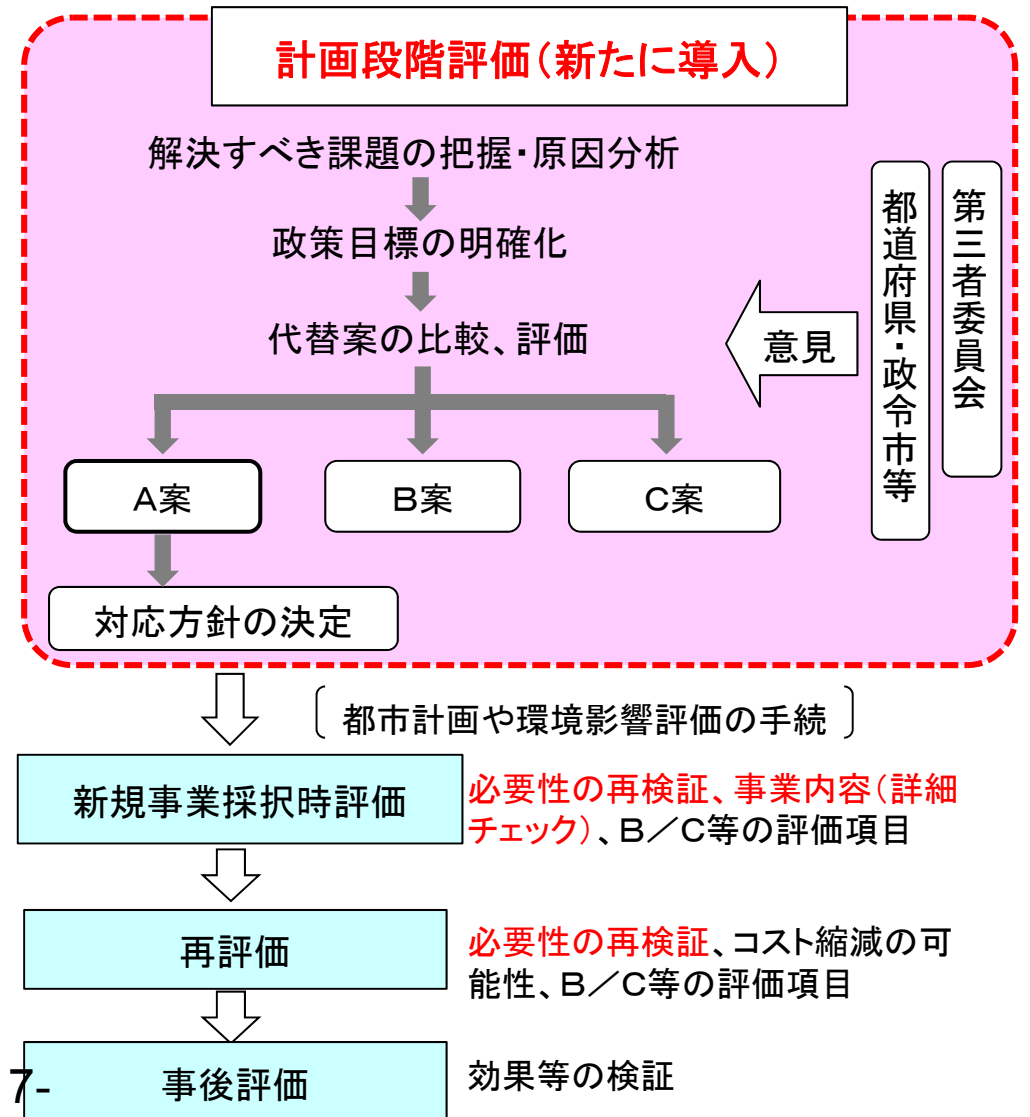 計画段階評価(新たに導入)
解決すべき課題の把握・原因分析
政策目標の明確化
代替案の比較、評価
意見
都道府県・政令市等
第三者委員会
A案
B案
C案
対応方針の決定
〔都市計画や環境影響評価の手続〕
新規事業採択時評価
必要性の再検証、事業内容(詳細
チェック)、B/C等の評価項目
再評価
必要性の再検証、コスト縮減の可
能性、B/C等の評価項目
事後評価
効果等の検証
7-